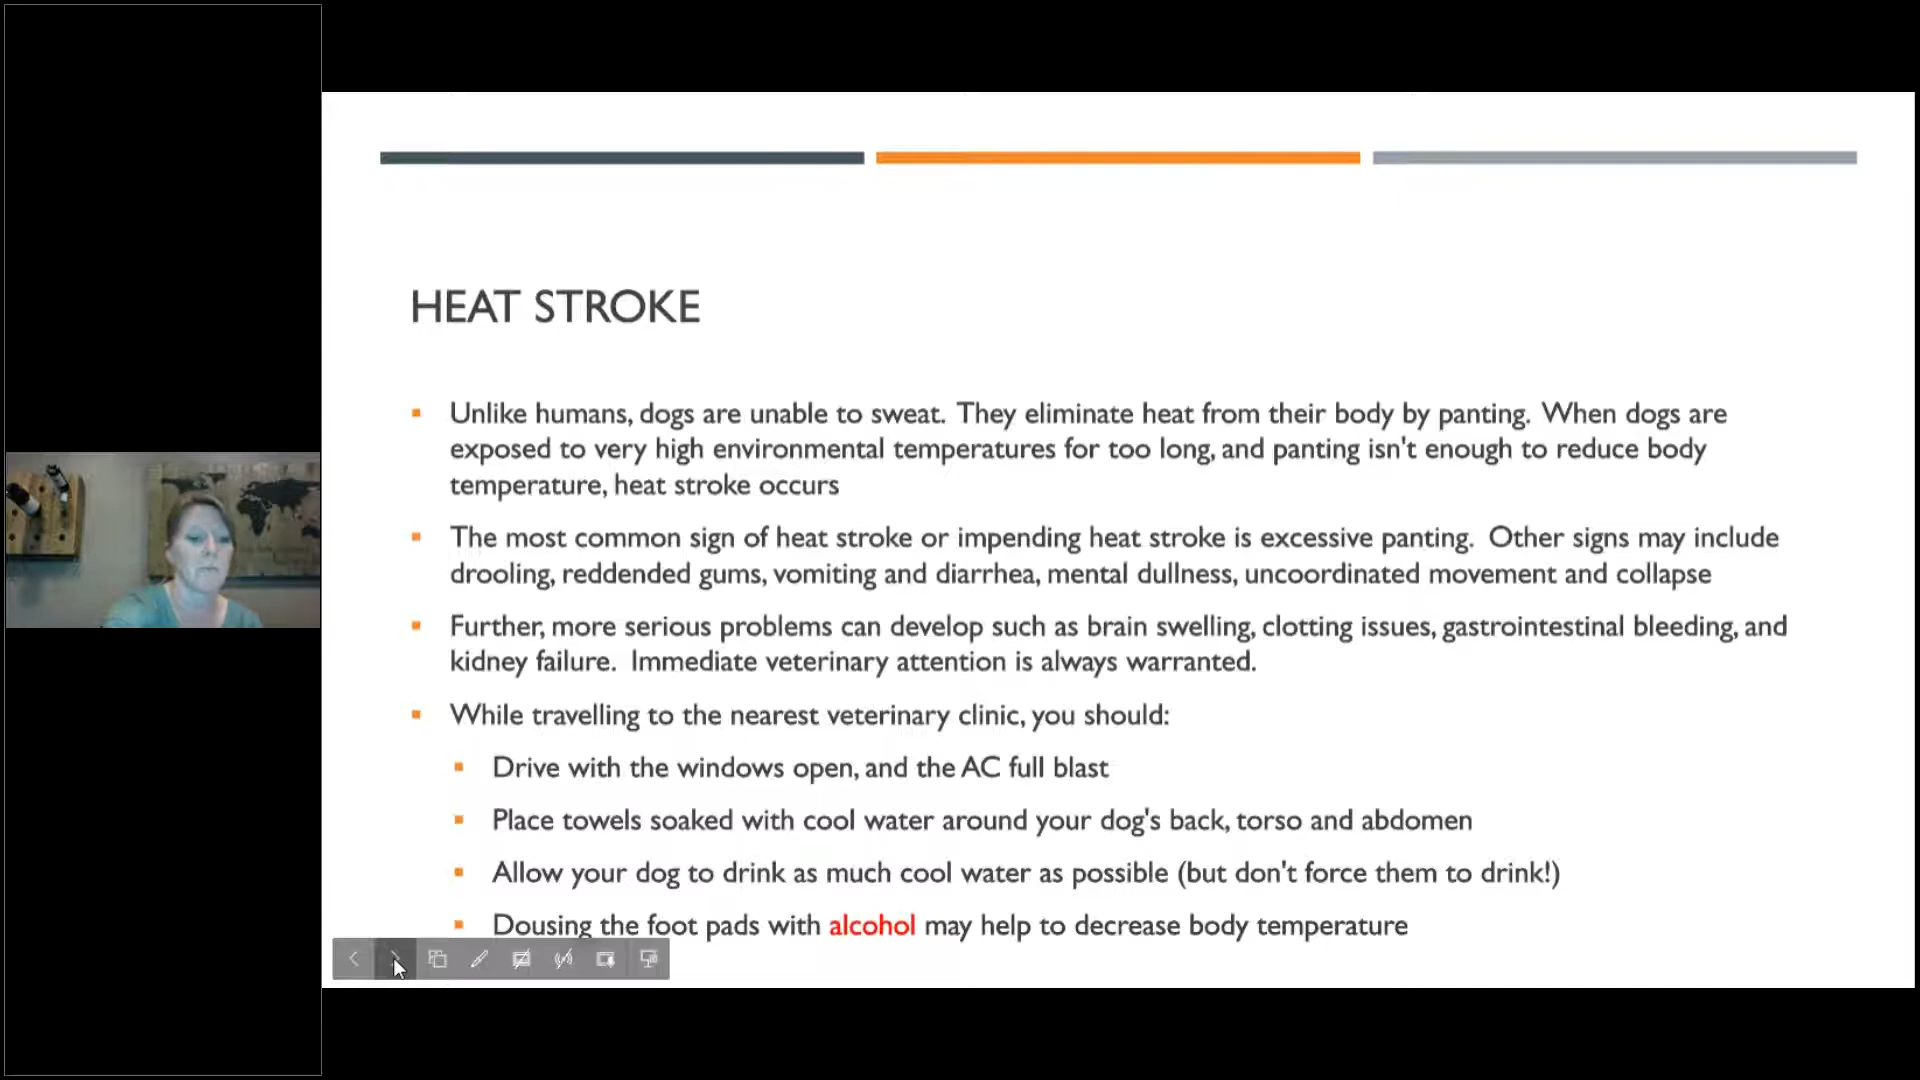 HEAT STROKE
Unlike humans, dogs are unable to sweat. They eliminate heat from their body by panting. When dogs are
exposed to very high environmental temperatures for too long, and panting isn't enough to reduce body
temperature, heat stroke occurs
The most common sign of heat stroke or impending heat stroke is excessive panting. Other signs may include
drooling, reddended gums, vomiting and diarrhea, mental dullness, uncoordinated movement and collapse
Further, more serious problems can develop such as brain swelling, clotting issues, gastrointestinal bleeding, and
kidney failure. Immediate veterinary attention is always warranted.
While travelling to the nearest veterinary clinic, you should:
Drive with the windows open, and the AC full blast
Place towels soaked with cool water around your dog's back, torso and abdomen
Allow your dog to drink as much cool water as possible (but don't force them to drink!)
Dousing the foot pads with alcohol may help to decrease body temperature